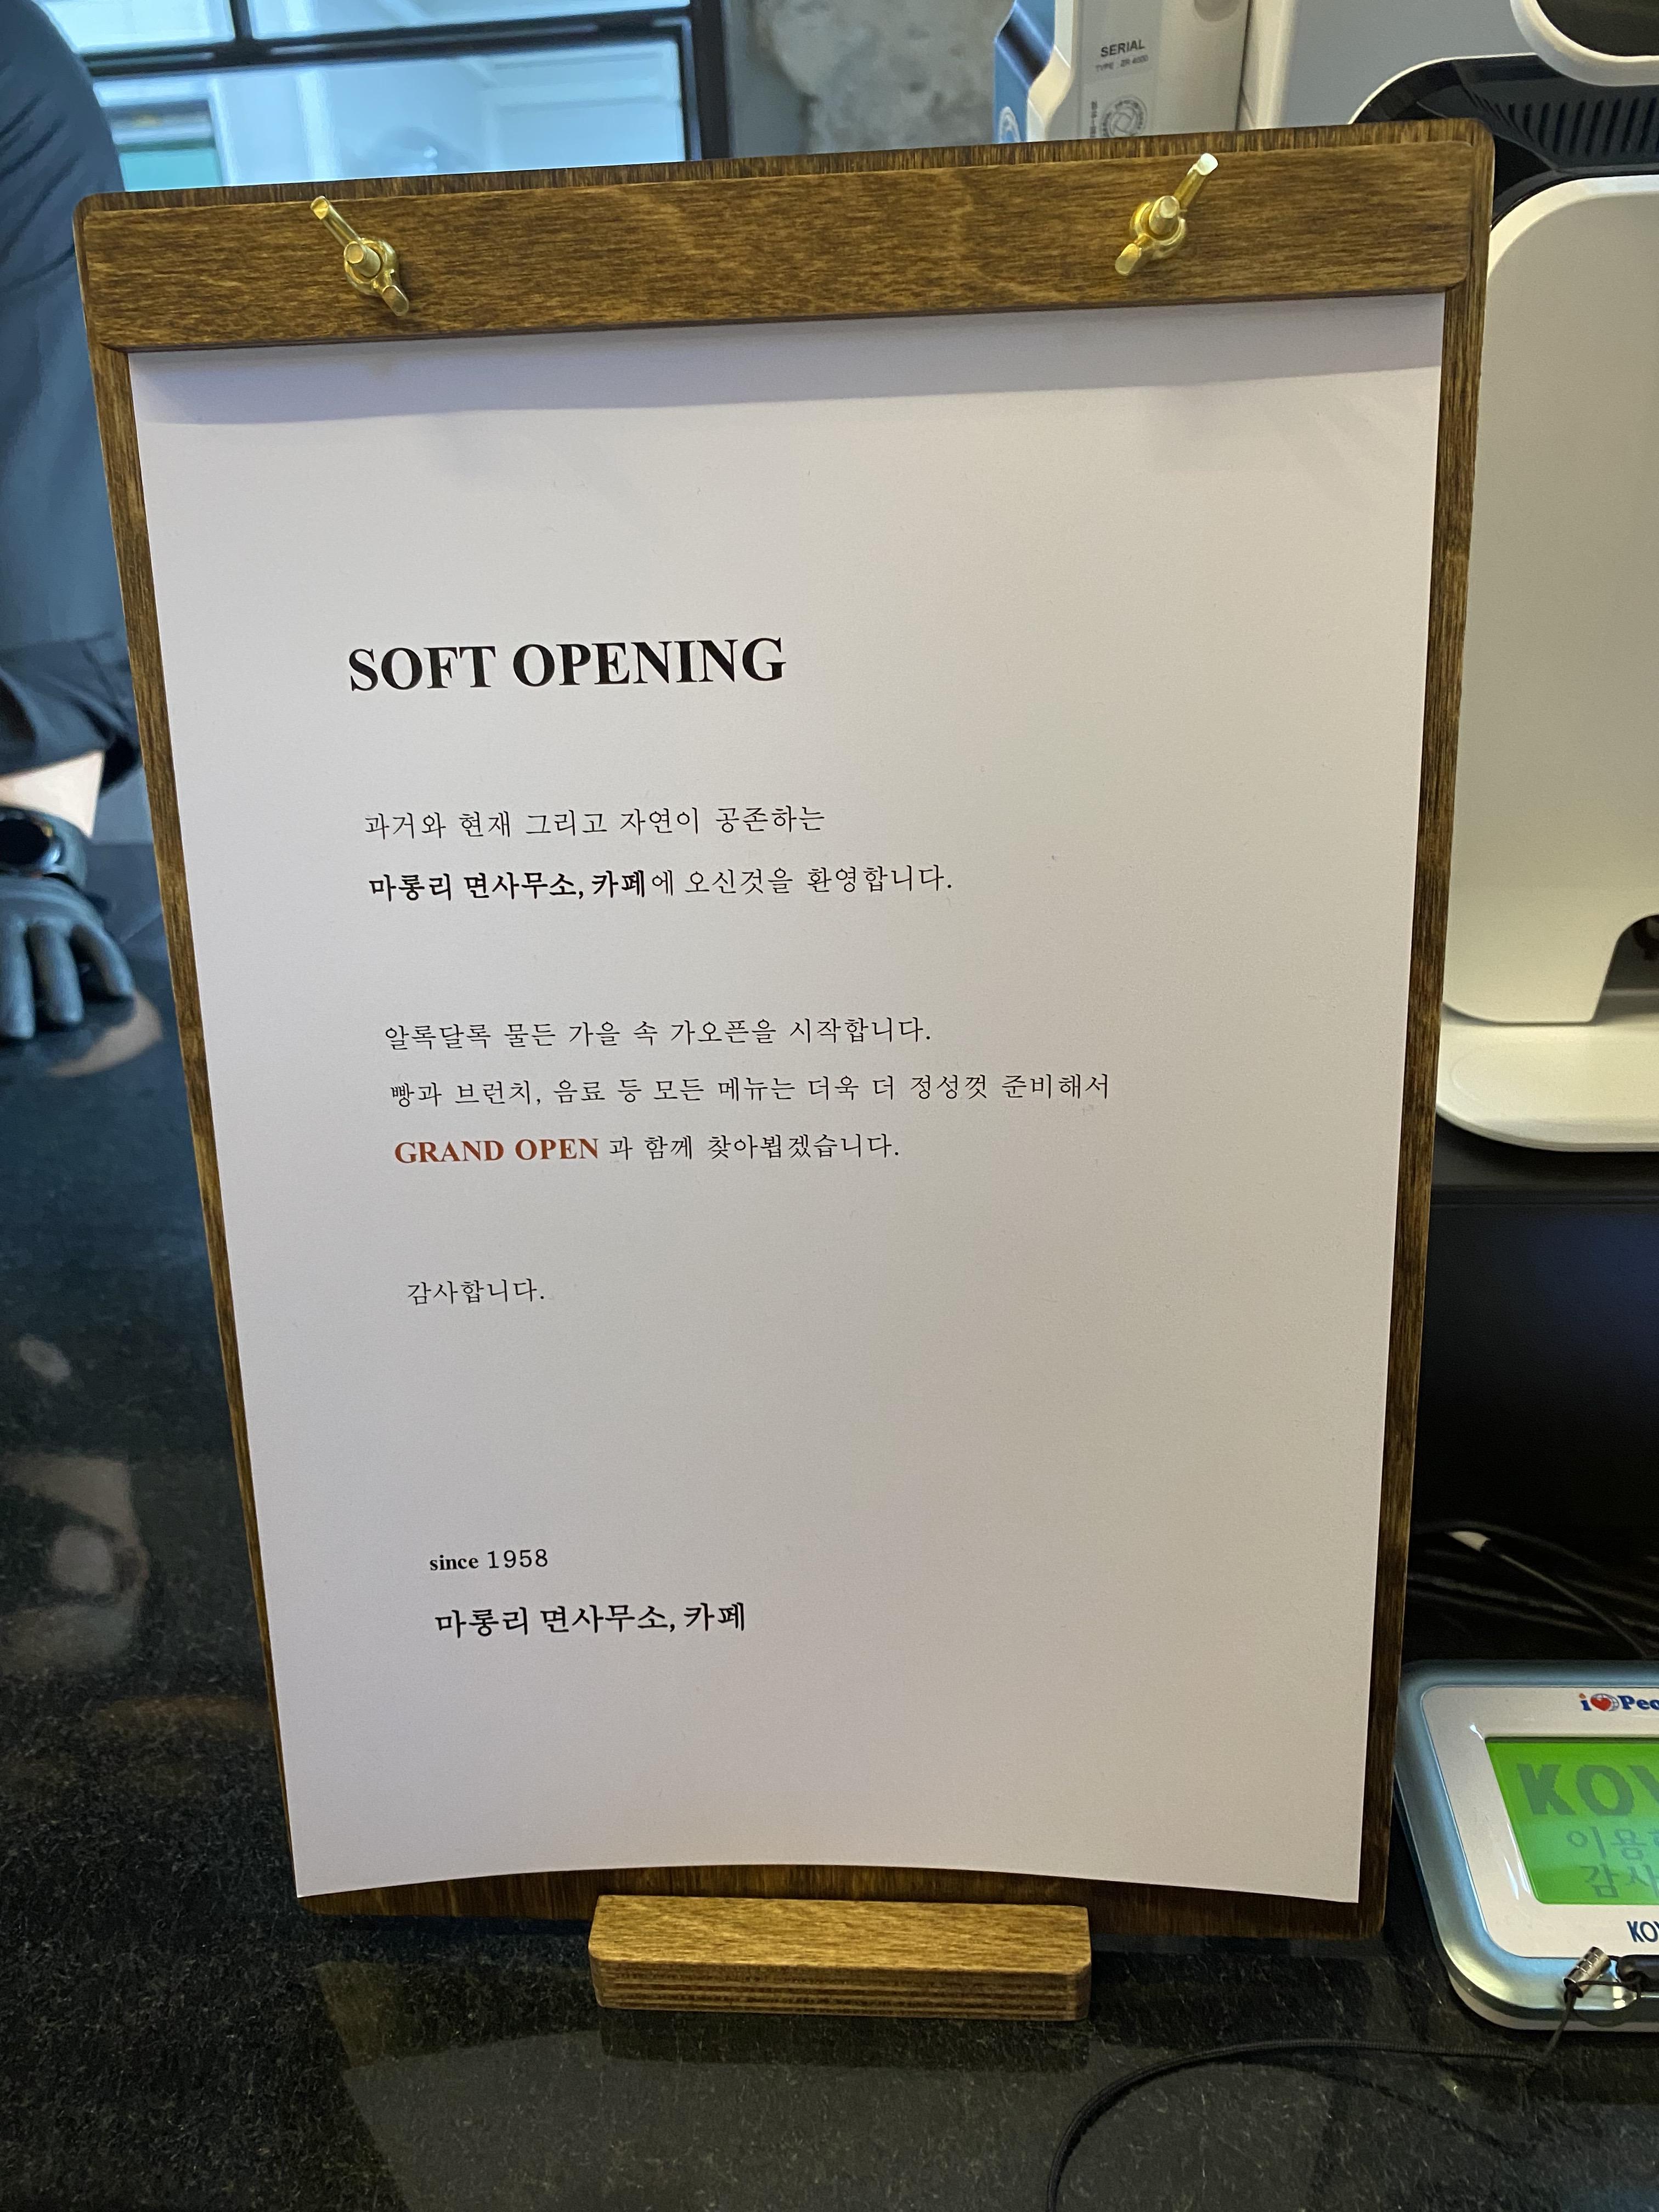 SERIAL
TYPE : ZR 4000
SOFT OPENING
과거와 현재 그리고 자연이 공존하는
마롱리 면사무소, 카페에 오신것을 환영합니다.
알록달록 물든 가을 속 가오픈을 시작합니다.
빵과 브런치, 음료 등 모든 메뉴는 더욱 더 정성껏 준비해서
GRAND OPEN 과 함께 찾아뵙겠습니다.
감사합니다.
since 1958
마롱리 면사무소, 카페